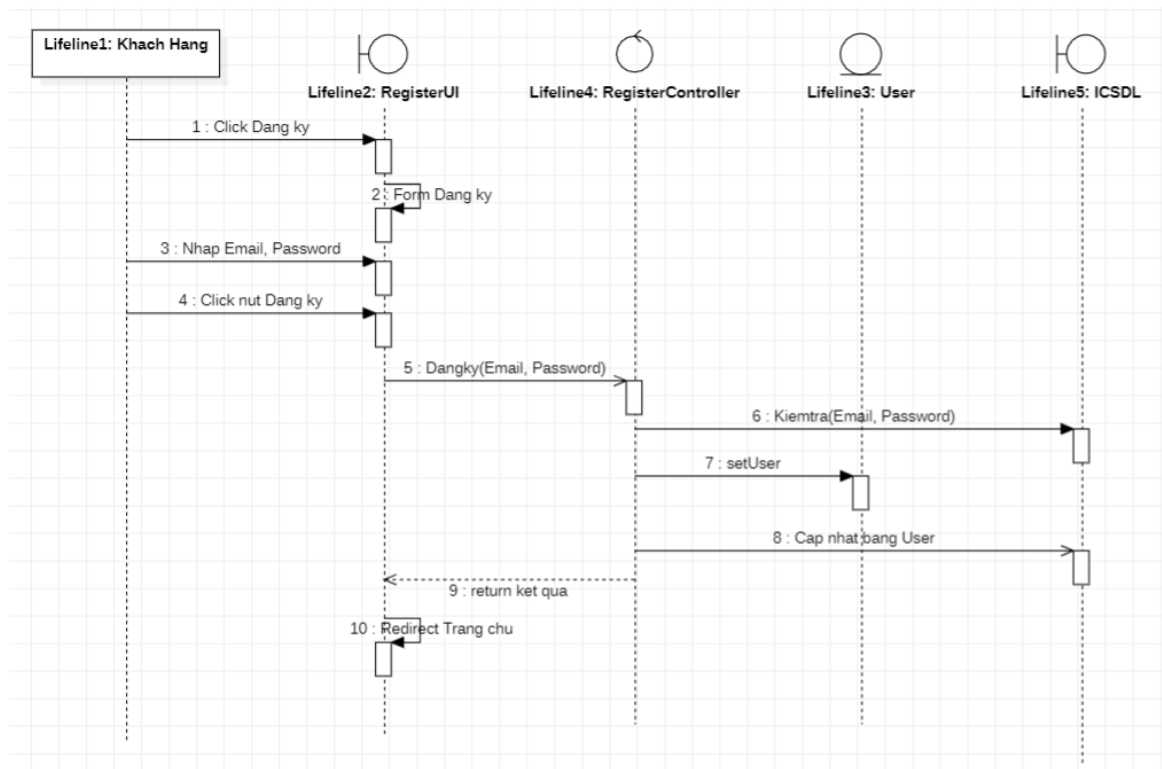 Lifeline1: Khach Hang
Lifeline2: RegisterUI
Lifeline4: RegisterController
Lifeline3: User
Lifeline5: ICSDL
1 : Click Dang ky
2 : Form Dang ky
3 : Nhap Email, Password
4 : Click nut Dang ky
5 : Dangky(Email, Password)
6 : Kiemtra(Email, Password)
7 : setUser
8 : Cap nhat bang User
9 : return ket qua
10 : Redirect Trang chu